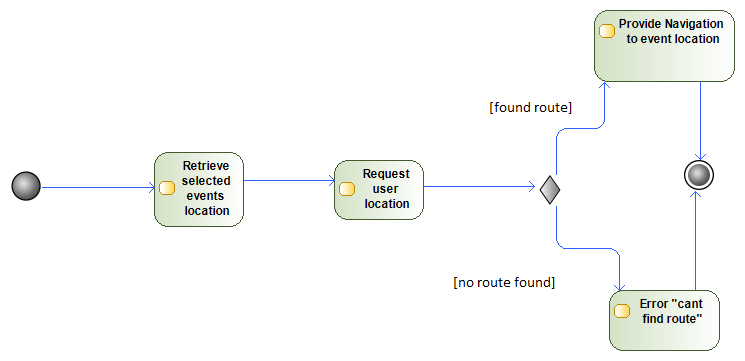 Provide Navigation
to event location
[found route]
Retrieve
selected
events
location
Request
user
location
[no route found]
Error "cant
find route"